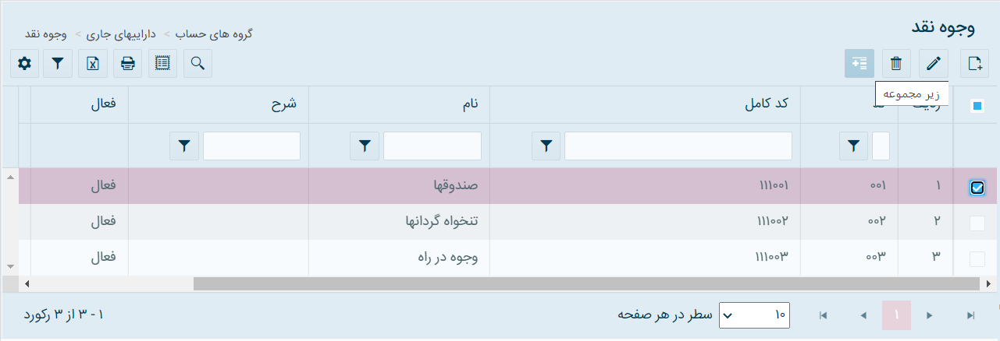 وجوه نقد
گروه های حساب > داراییهای جاری > وجوه نقد
زیر مجموعه
ردیف کد کد کامل نام شرح فعال
۱ ۰۰۱ ۱۱۱۰۰۱ صندوقها فعال
۲ ۰۰۲ ۱۱۱۰۰۲ تنخواه گردانها فعال
۳ ۰۰۳ ۱۱۱۰۰۳ وجوه در راه فعال
۱ ۱۰ سطر در هر صفحه ۱ - ۳ از ۳ رکورد